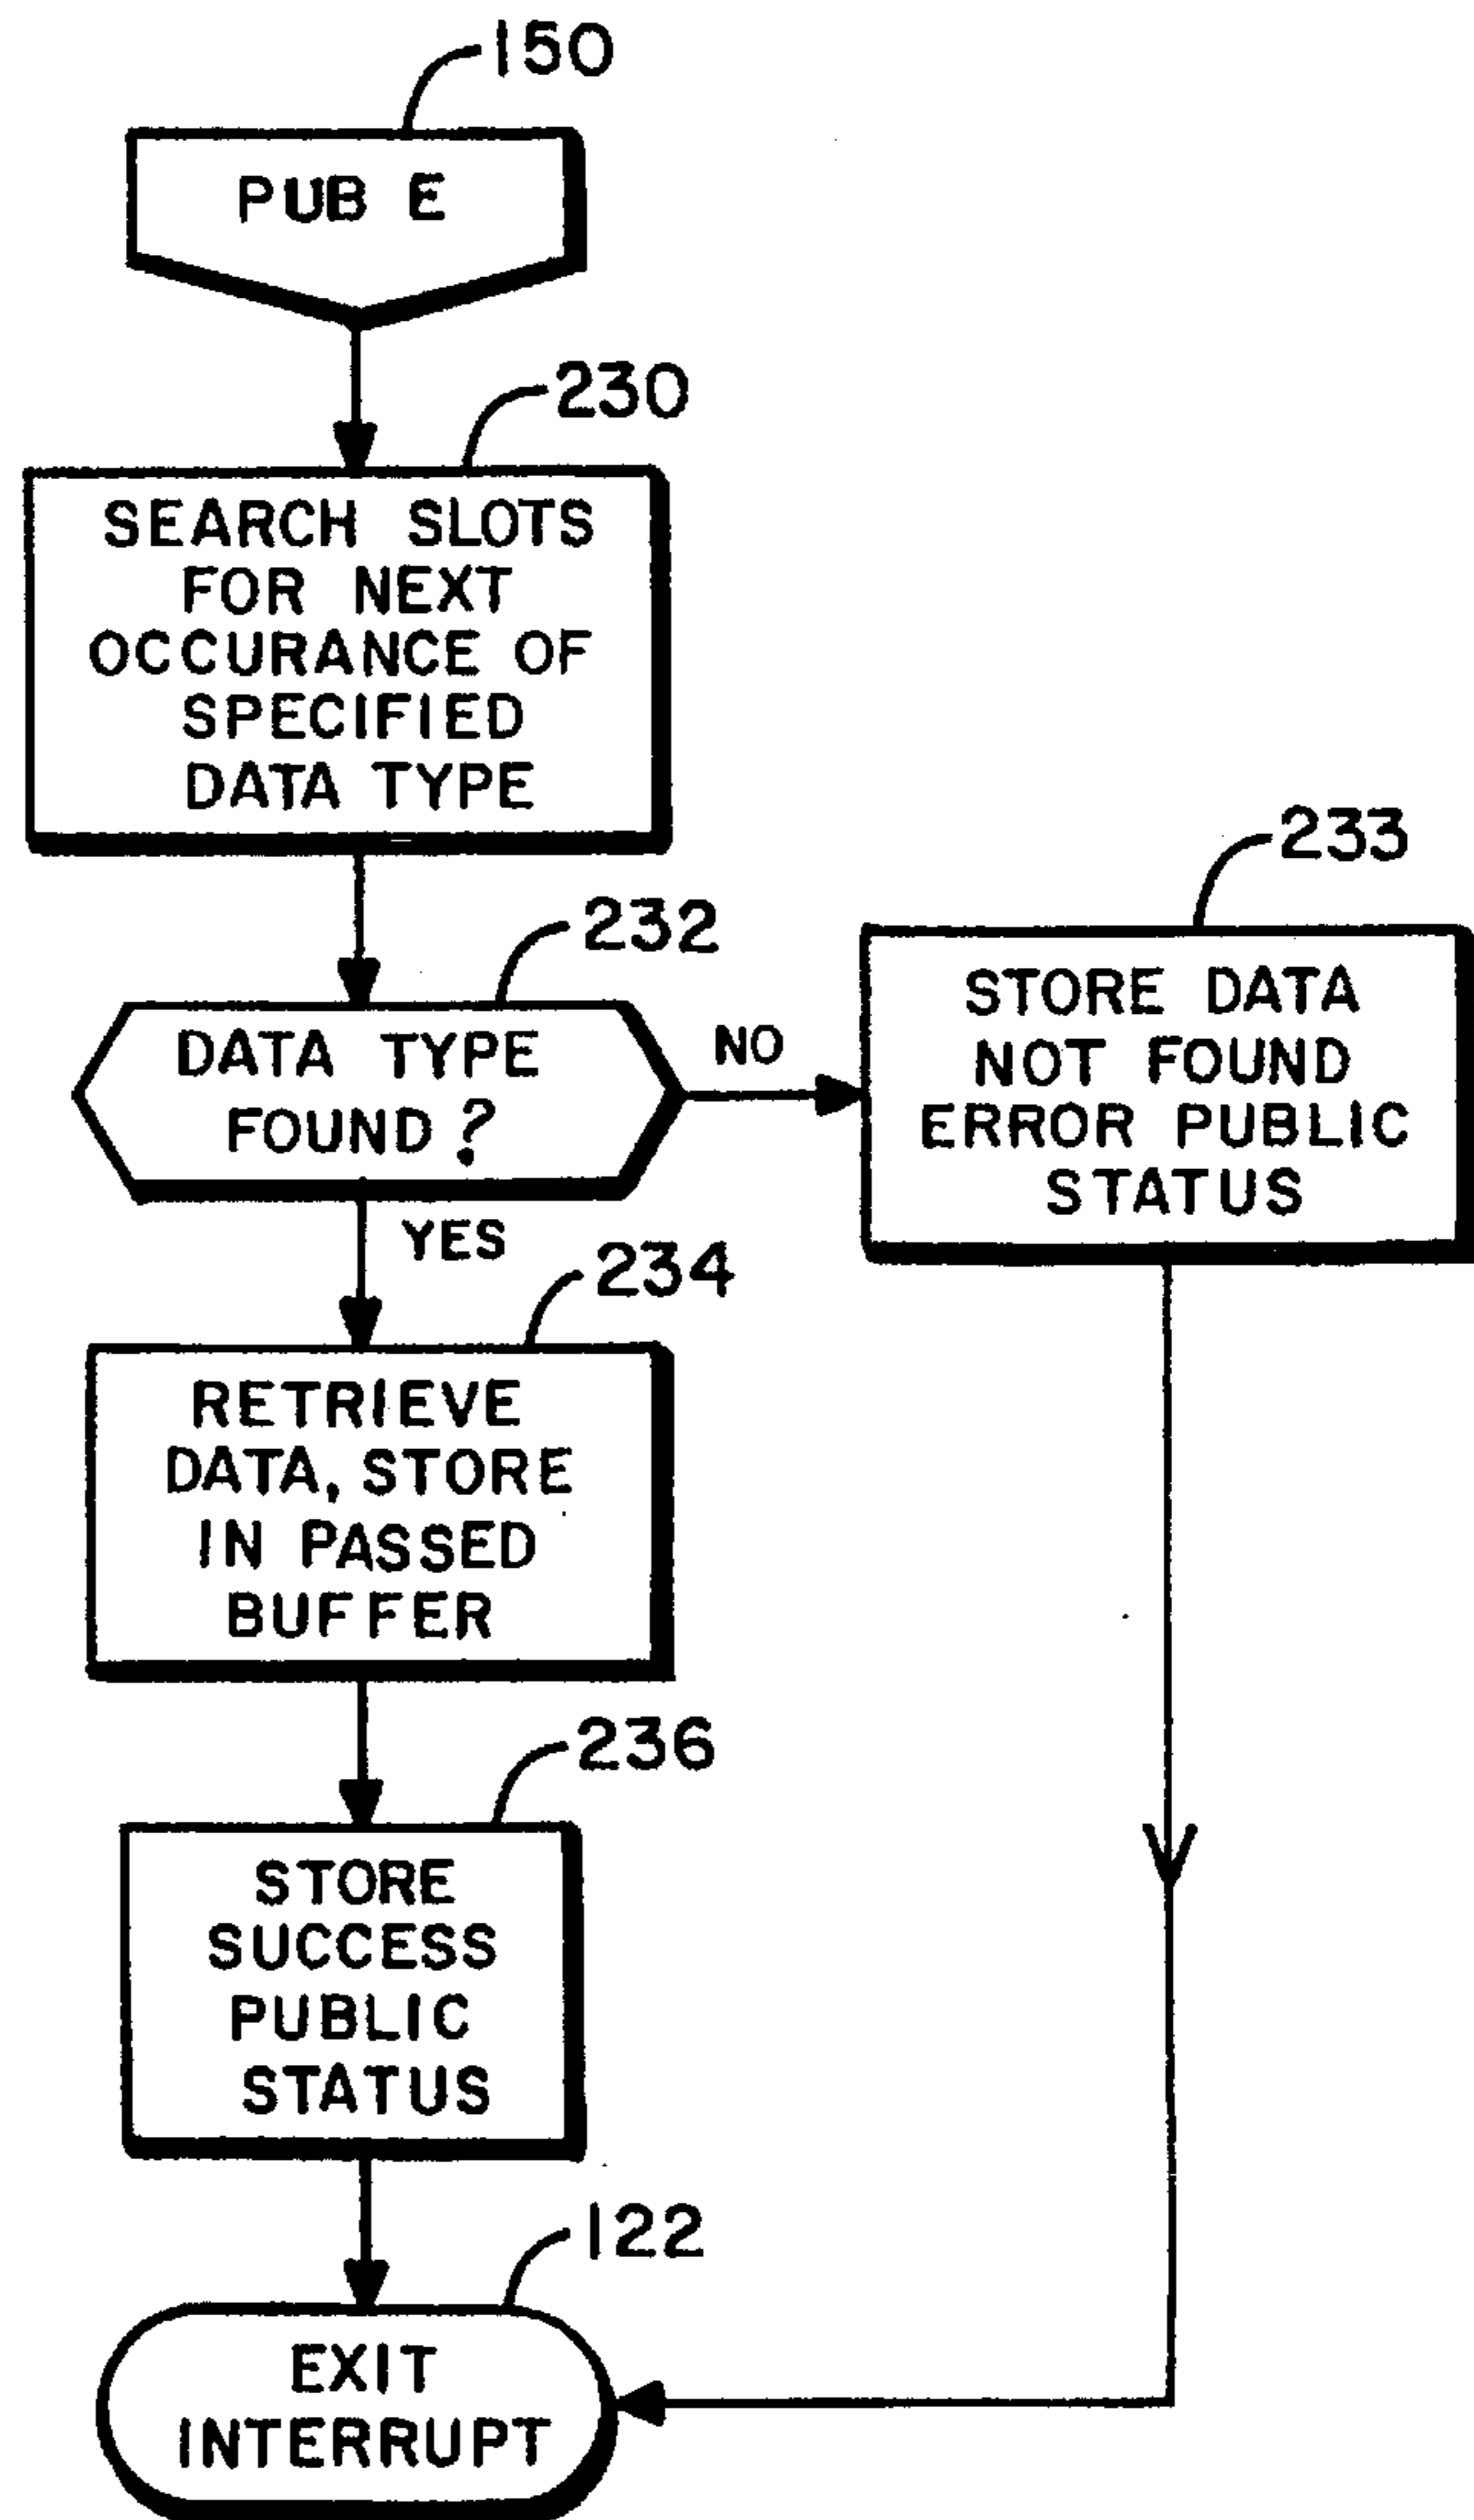 150
PUB E
230
SEARCH SLOTS
FOR NEXT
OCCURANCE OF
SPECIFIED
DATA TYPE
232
DATA TYPE
FOUND?
NO
233
STORE DATA
NOT FOUND
ERROR PUBLIC
STATUS
YES
234
RETRIEVE
DATA, STORE
IN PASSED
BUFFER
236
STORE
SUCCESS
PUBLIC
STATUS
122
EXIT
INTERRUPT